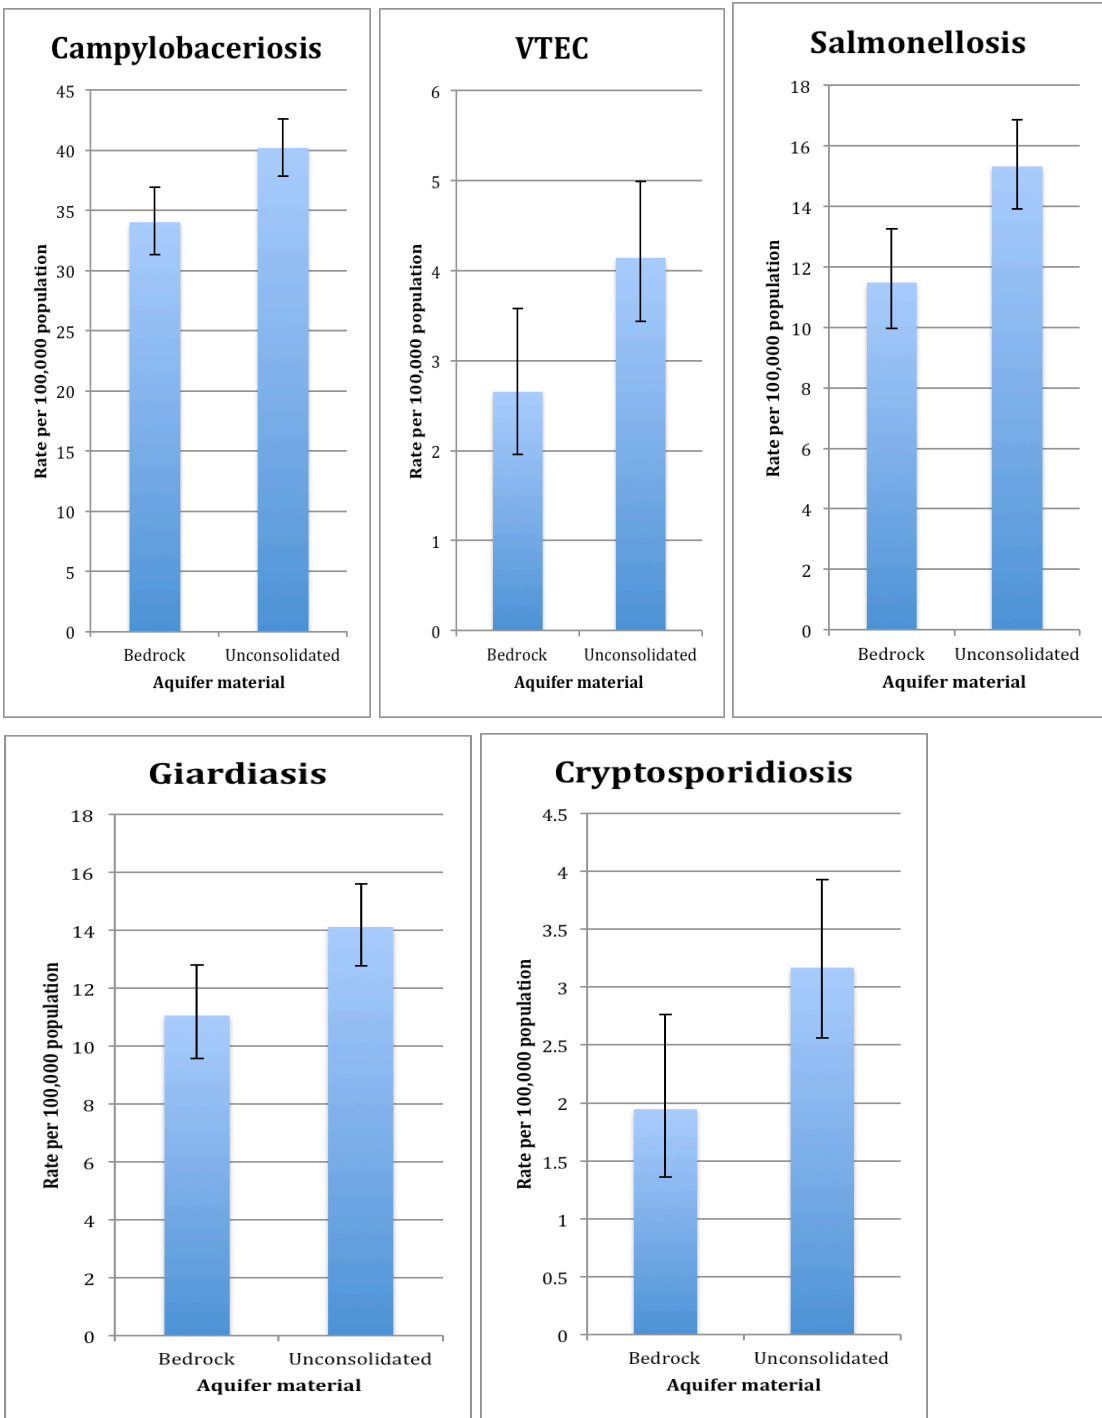 Campylobaceriosis
Rate per 100,000 population
45
40
35
30
25
20
15
10
5
0
Bedrock Unconsolidated
Aquifer material
VTEC
Rate per 100,000 population
6
5
4
3
2
1
0
Bedrock Unconsolidated
Aquifer material
Salmonellosis
Rate per 100,000 population
18
16
14
12
10
8
6
4
2
0
Bedrock Unconsolidated
Aquifer material
Giardiasis
Rate per 100,000 population
18
16
14
12
10
8
6
4
2
0
Bedrock Unconsolidated
Aquifer material
Cryptosporidiosis
Rate per 100,000 population
4.5
4
3.5
3
2.5
2
1.5
1
0.5
0
Bedrock Unconsolidated
Aquifer material